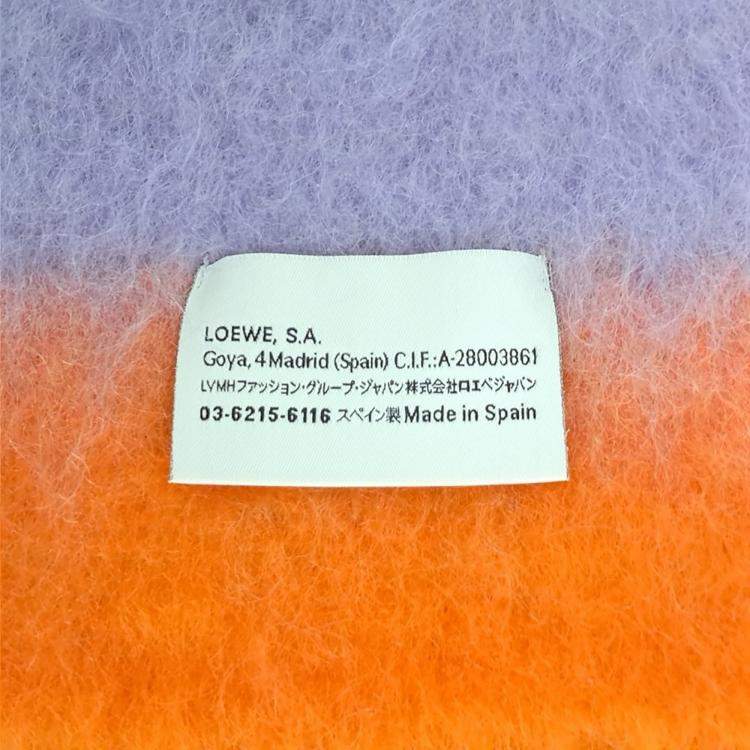 LOEWE, S.A.
Goya, 4 Madrid (Spain) C.I.F.:A-28003861
LVMHファッション・グループ・ジャパン株式会社ロエベジャパン
03-6215-6116 スペイン製 Made in Spain